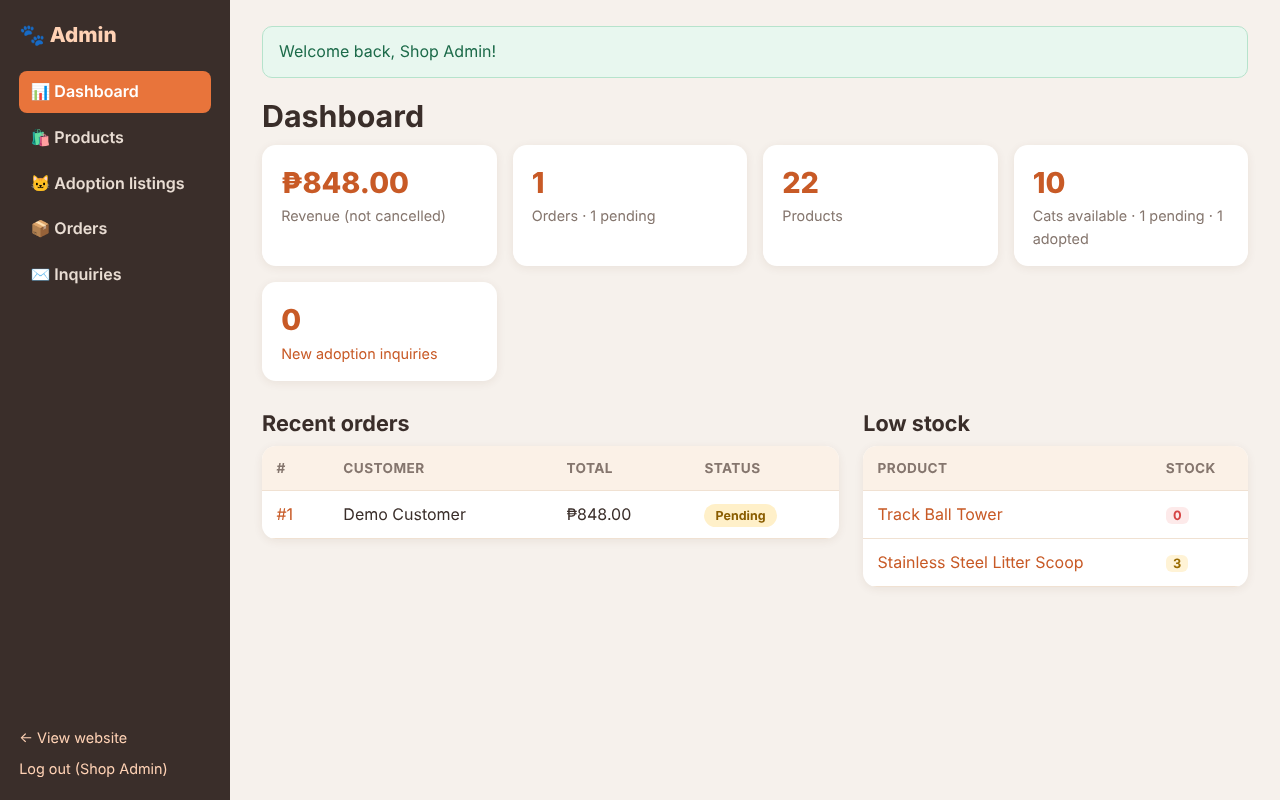 🐾 Admin
📊 Dashboard
🛍️ Products
🐱 Adoption listings
📦 Orders
✉️ Inquiries
← View website
Log out (Shop Admin)
Welcome back, Shop Admin!
Dashboard
₱848.00
Revenue (not cancelled)
1
Orders · 1 pending
22
Products
10
Cats available · 1 pending · 1
adopted
0
New adoption inquiries
Recent orders
# CUSTOMER TOTAL STATUS
#1 Demo Customer ₱848.00 Pending
Low stock
PRODUCT STOCK
Track Ball Tower 0
Stainless Steel Litter Scoop 3